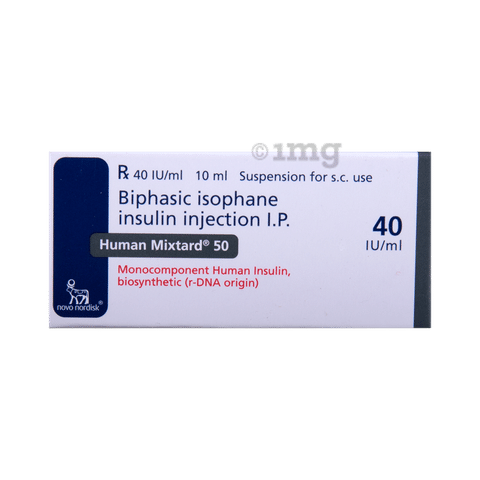 ©1mg
Rx 40 IU/ml 10 ml Suspension for s.c. use
Biphasic isophane
insulin injection I.P.
40
IU/ml
Human Mixtard® 50
Monocomponent Human Insulin,
biosynthetic (r-DNA origin)
novo nordisk®